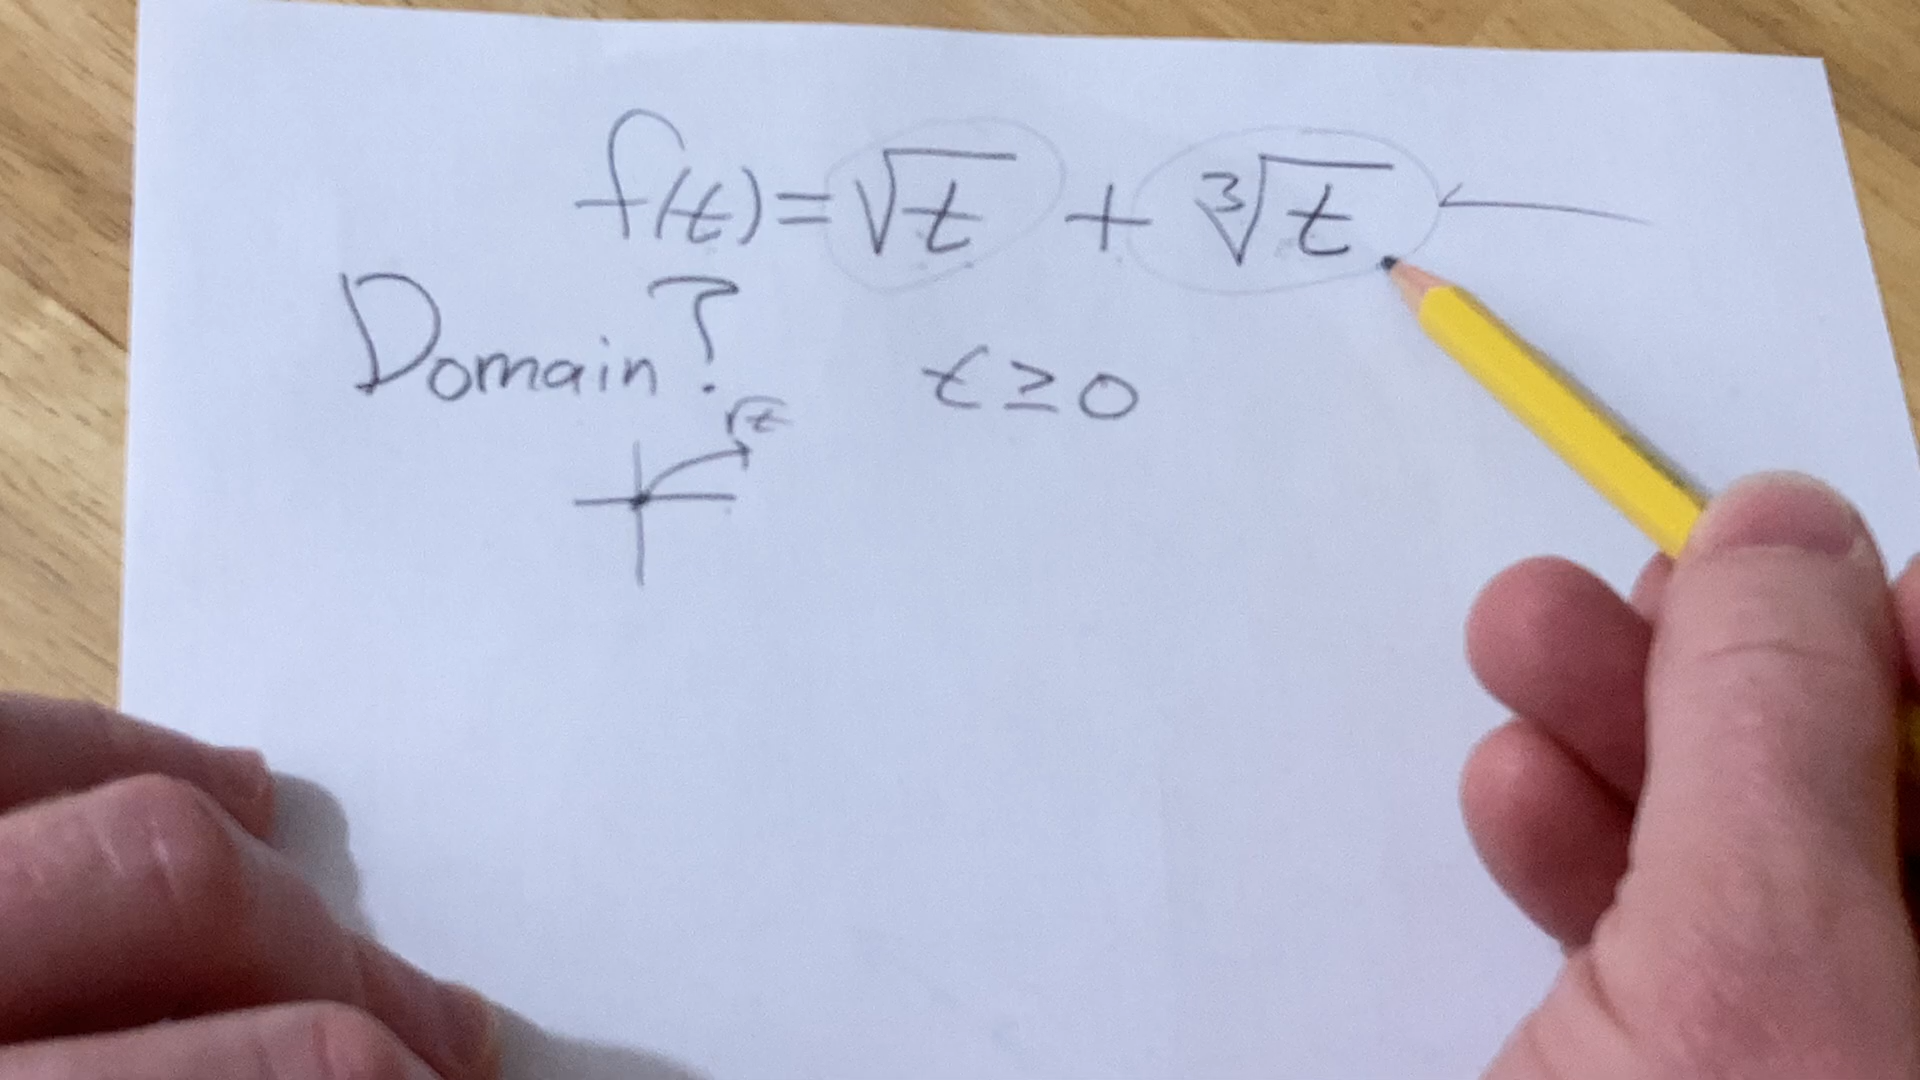 f(t)=√t + ∛t
Domain? t≥0
√t